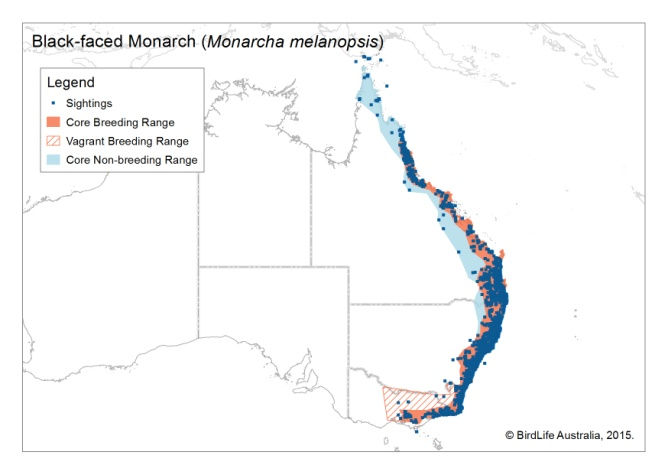 Black-faced Monarch (Monarcha melanopsis)
Legend
Sightings
Core Breeding Range
Vagrant Breeding Range
Core Non-breeding Range
© BirdLife Australia, 2015.